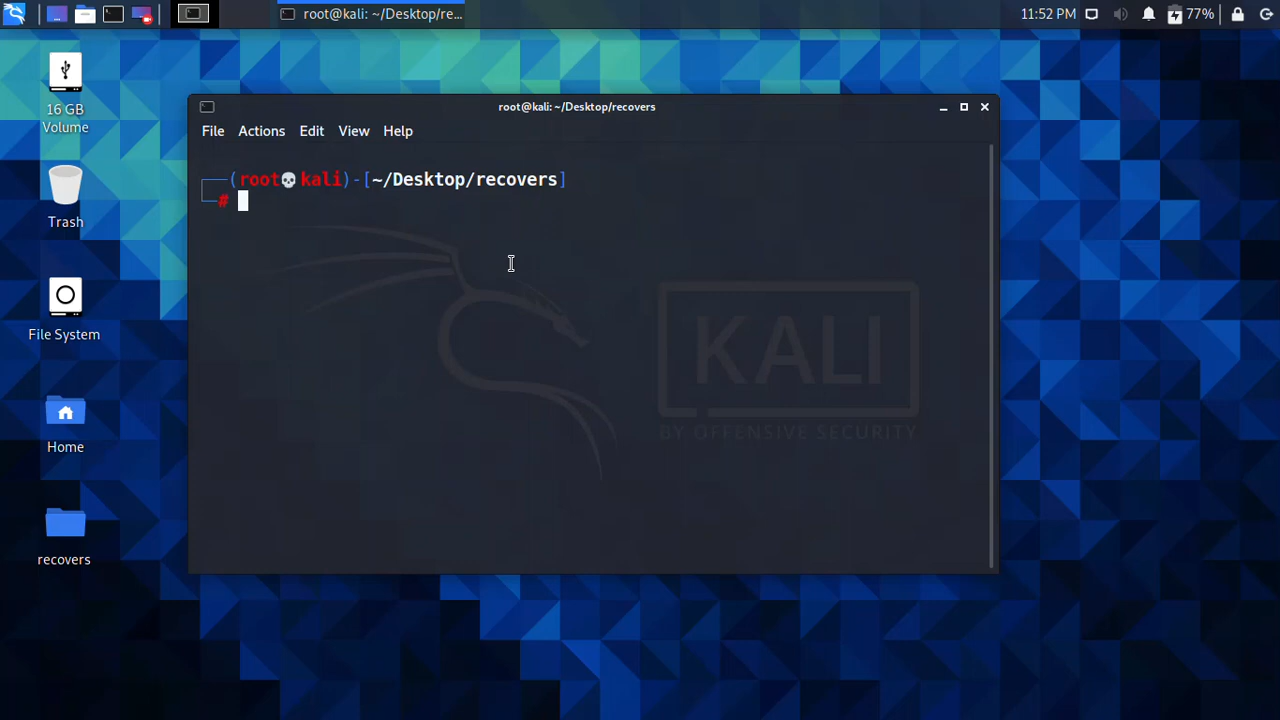 root@kali: ~/Desktop/re...
11:52 PM
77%
16 GB
Volume
Trash
File System
Home
recovers
root@kali: ~/Desktop/recovers
File Actions Edit View Help
(root💀kali)-[~/Desktop/recovers]
#
KALI
BY OFFENSIVE SECURITY